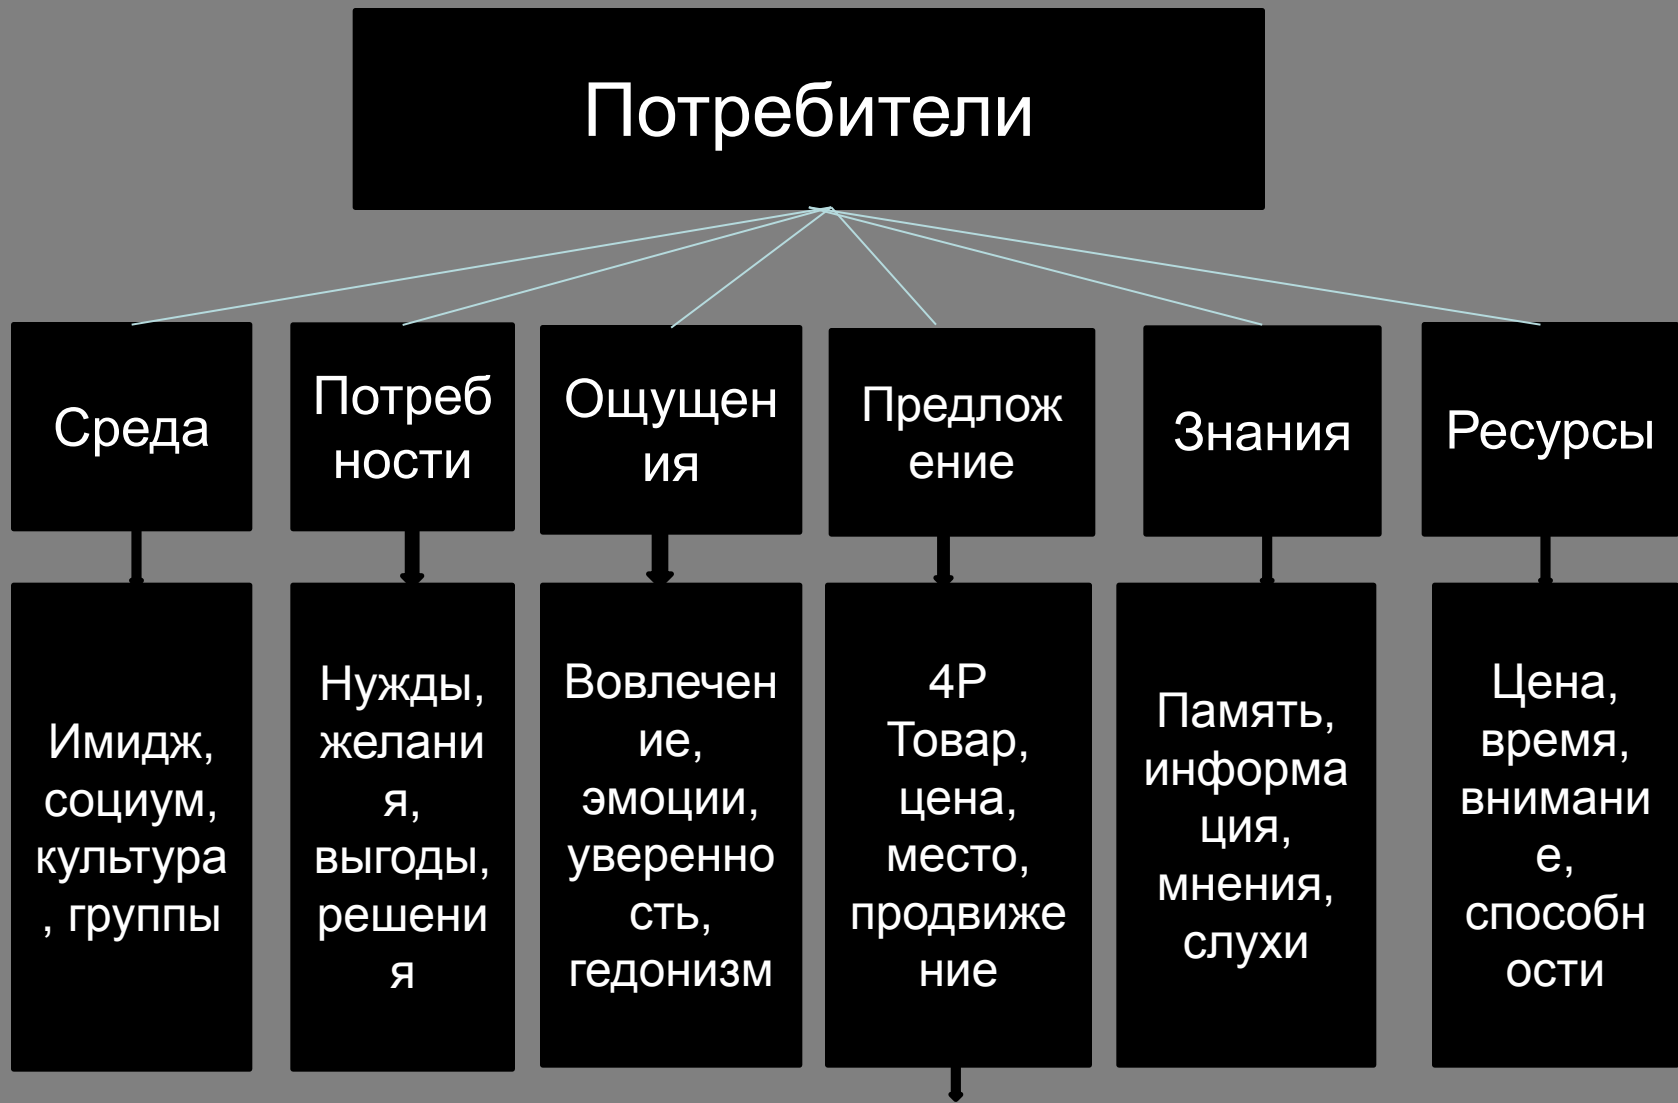 Потребители
Среда
Потреб
ности
Ощущен
ия
Предлож
ение
Знания
Ресурсы
Имидж,
социум,
культура
, группы
Нужды,
желани
я,
выгоды,
решени
я
Вовлечен
ие,
эмоции,
уверенно
сть,
гедонизм
4P
Товар,
цена,
место,
продвиже
ние
Память,
информа
ция,
мнения,
слухи
Цена,
время,
внимани
е,
способн
ости